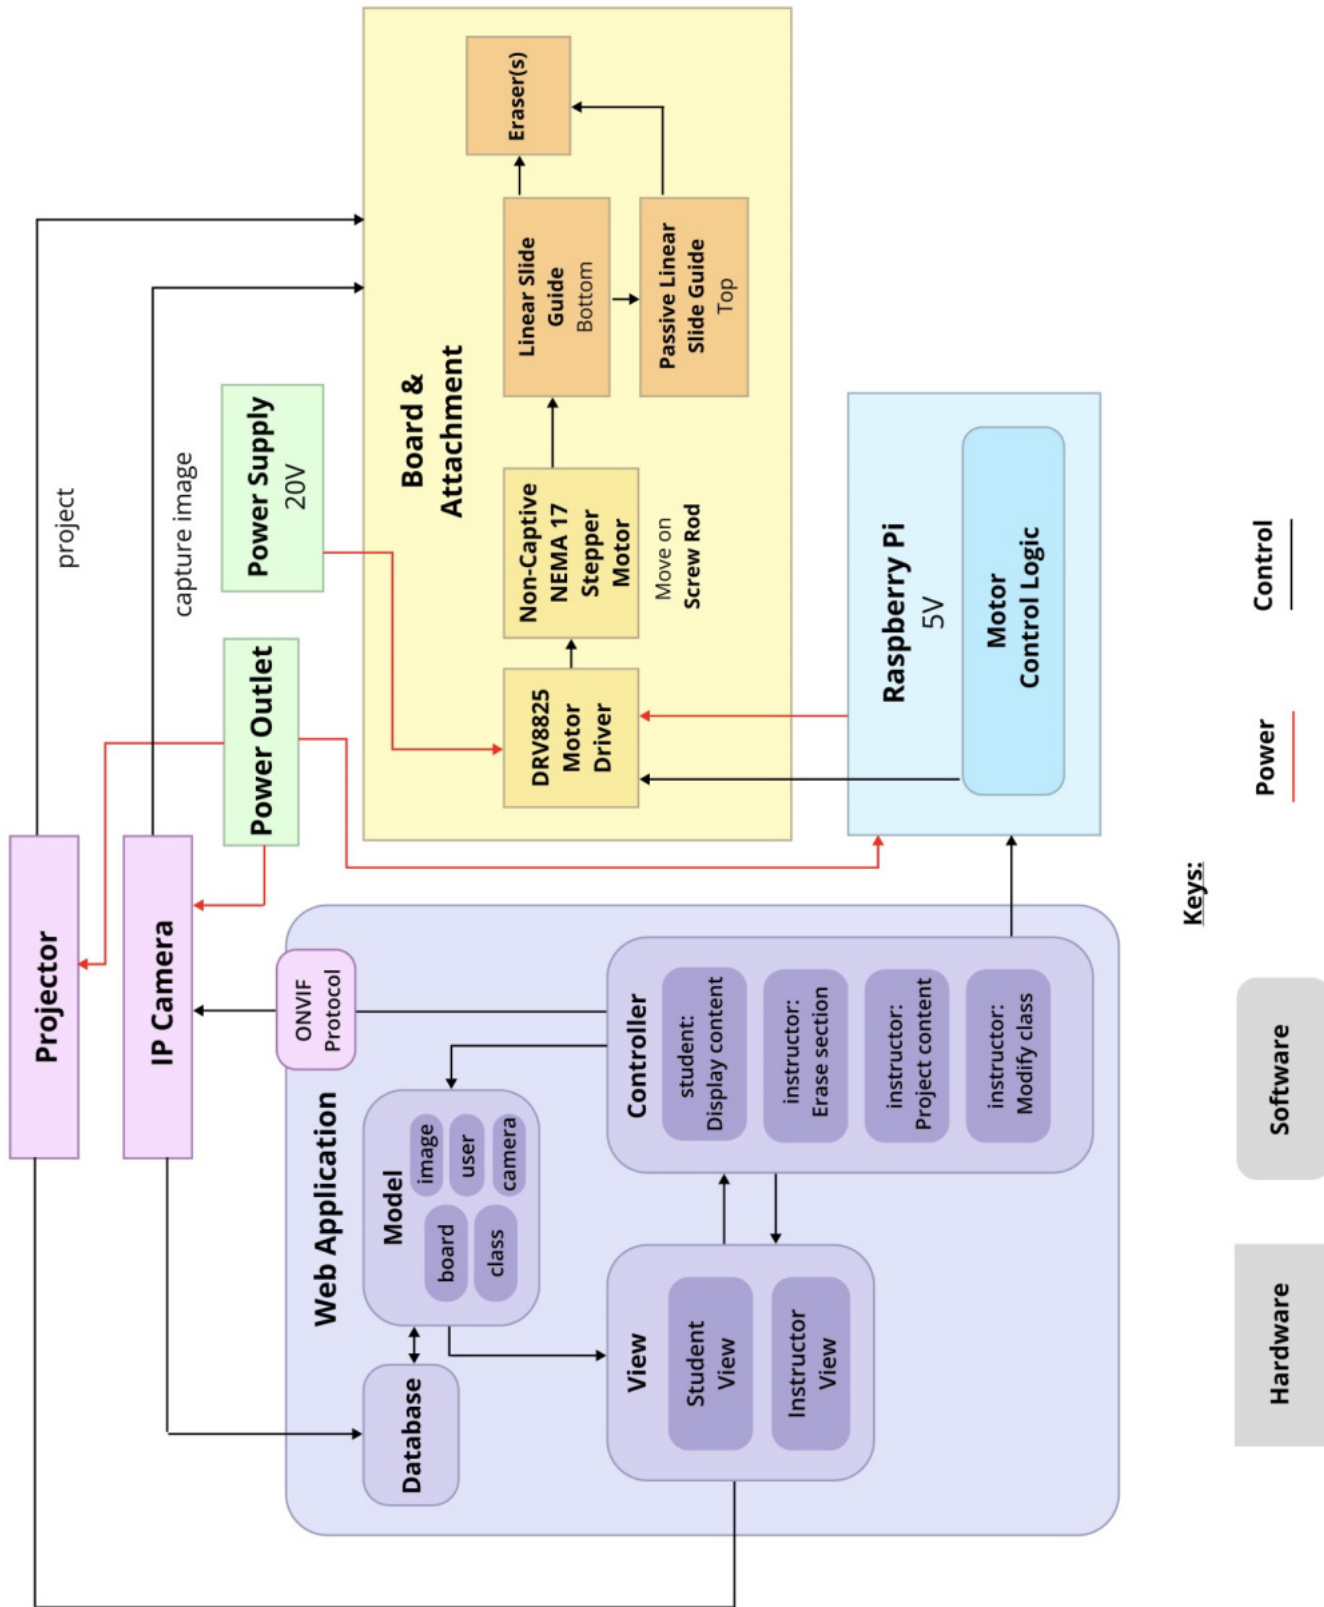 Projector
project
IP Camera
capture image
Power Outlet
Power Supply
20V
Web Application
ONVIF
Protocol
Database
Model
board
class
image
user
camera
View
Student
View
Instructor
View
Controller
student:
Display content
instructor:
Erase section
instructor:
Project content
instructor:
Modify class
Board &
Attachment
DRV8825
Motor
Driver
Non-Captive
NEMA 17
Stepper
Motor
Move on
Screw Rod
Linear Slide
Guide
Bottom
Passive Linear
Slide Guide
Top
Eraser(s)
Raspberry Pi
5V
Motor
Control Logic
Keys:
Hardware
Software
Power
Control